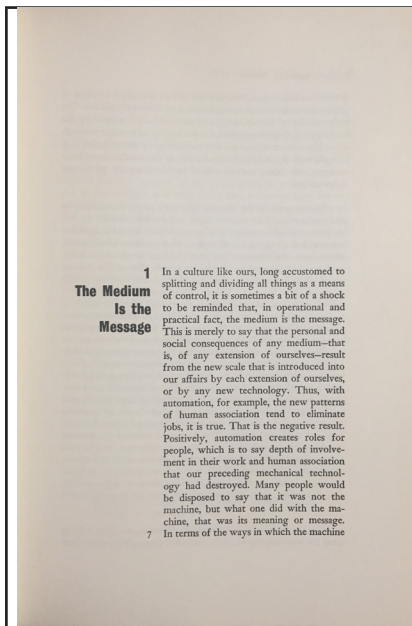 1
The Medium
Is the
Message
In a culture like ours, long accustomed to
splitting and dividing all things as a means
of control, it is sometimes a bit of a shock
to be reminded that, in operational and
practical fact, the medium is the message.
This is merely to say that the personal and
social consequences of any medium—that
is, of any extension of ourselves—result
from the new scale that is introduced into
our affairs by each extension of ourselves,
or by any new technology. Thus, with
automation, for example, the new patterns
of human association tend to eliminate
jobs, it is true. That is the negative result.
Positively, automation creates roles for
people, which is to say depth of involve-
ment in their work and human association
that our preceding mechanical technol-
ogy had destroyed. Many people would
be disposed to say that it was not the
machine, but what one did with the ma-
chine, that was its meaning or message.
In terms of the ways in which the machine
7